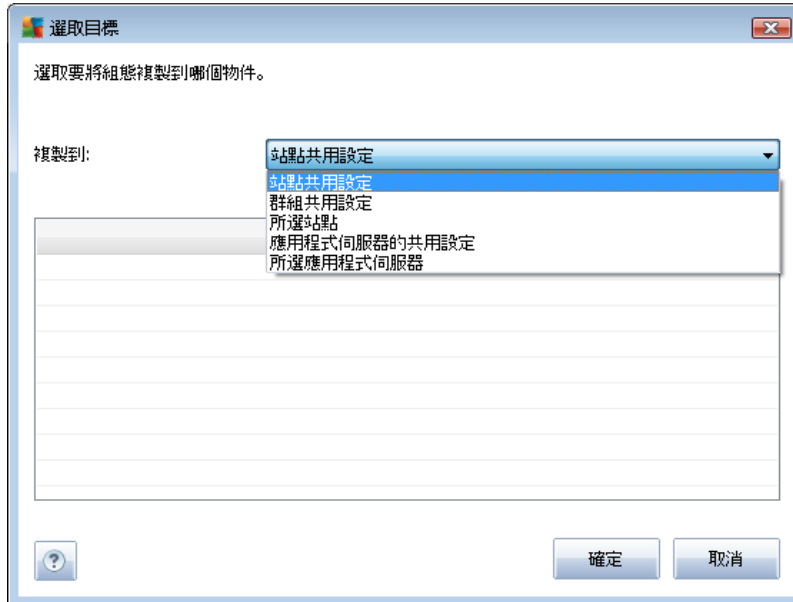 選取目標
選取要將組態複製到哪個物件。
複製到:
站點共用設定
站點共用設定
群組共用設定
所選站點
應用程式伺服器的共用設定
所選應用程式伺服器
?
確定
取消